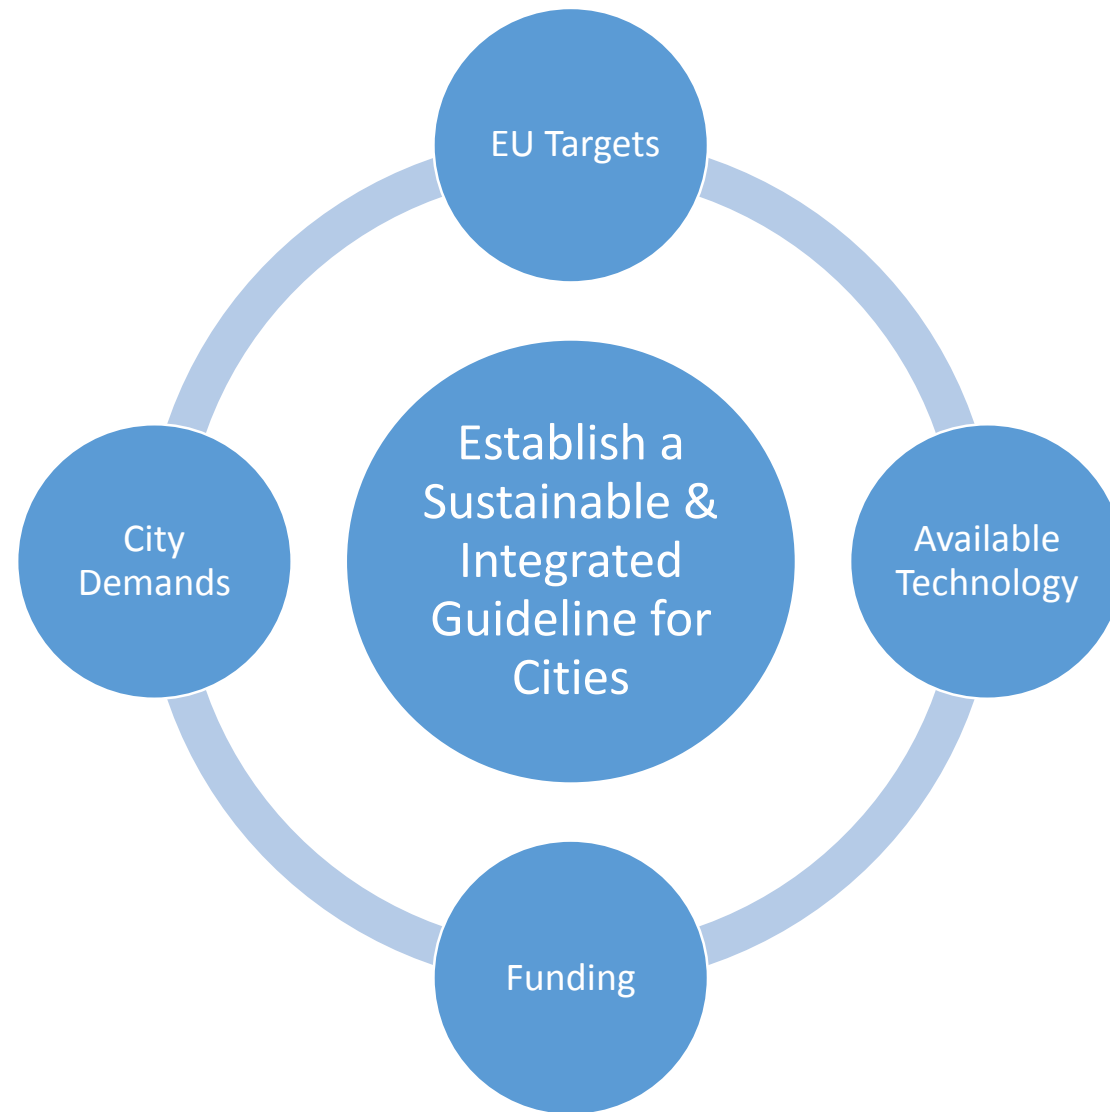 EU Targets
Establish a
Sustainable &
Integrated
Guideline for
Cities
City
Demands
Available
Technology
Funding